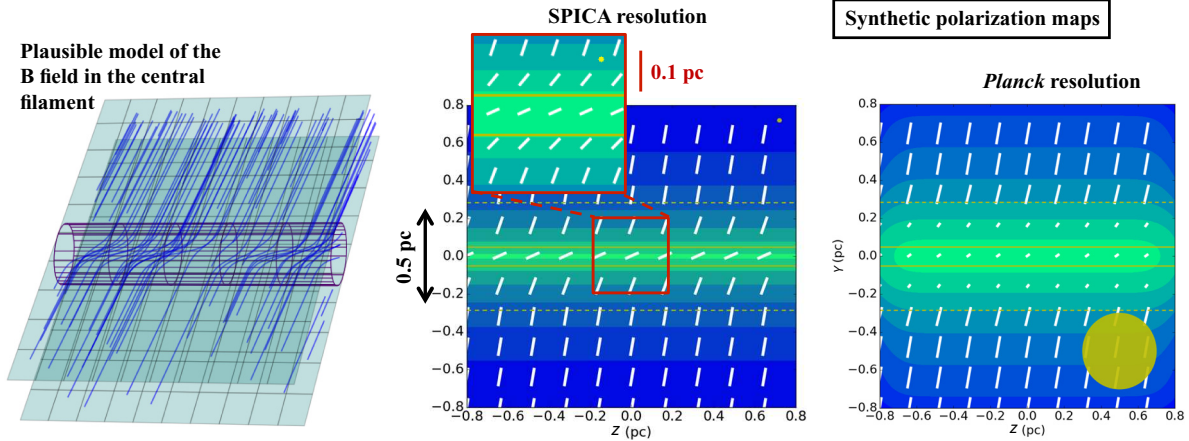 Plausible model of the
B field in the central
filament
SPICA resolution
0.1 pc
0.5 pc
0.8
0.6
0.4
0.2
0.0
−0.2
−0.4
−0.6
−0.8
−0.8 −0.6 −0.4 −0.2 0.0 0.2 0.4 0.6 0.8
Z (pc)
Synthetic polarization maps
Planck resolution
Y (pc)
0.8
0.6
0.4
0.2
0.0
−0.2
−0.4
−0.6
−0.8
−0.8 −0.6 −0.4 −0.2 0.0 0.2 0.4 0.6 0.8
Z (pc)